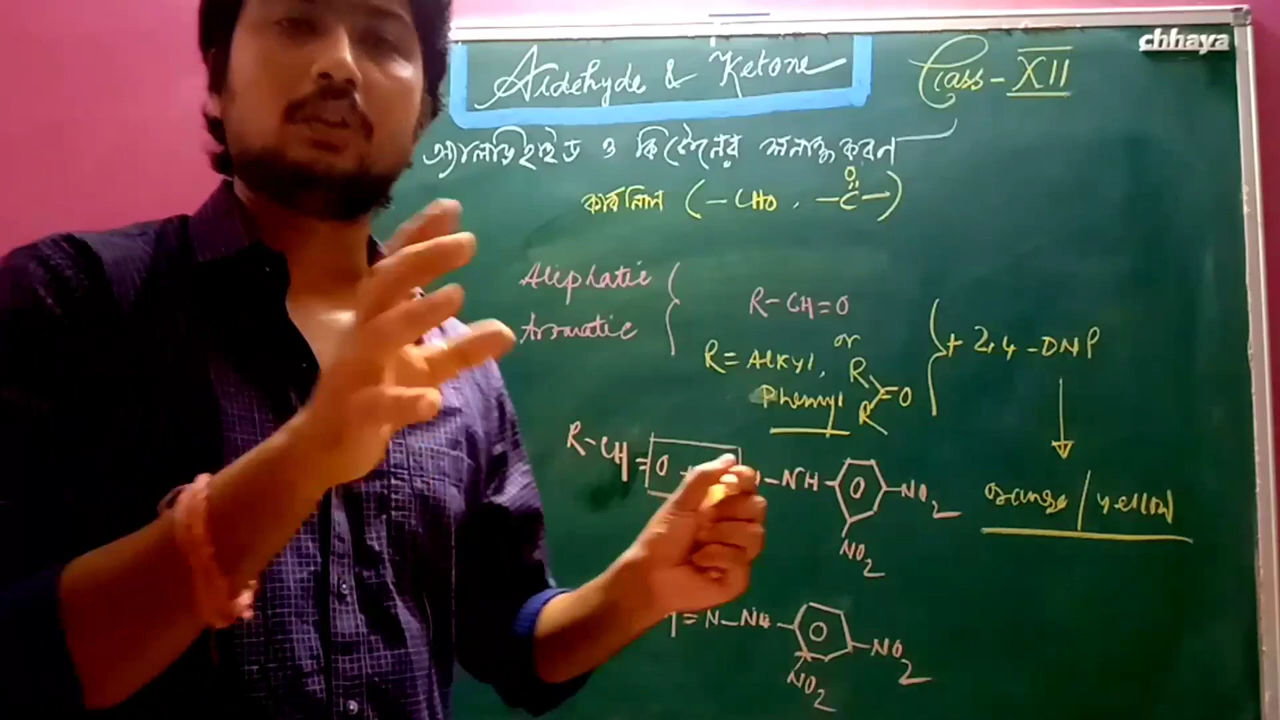 chhaya
Aldehyde & Ketone
Class - XII
অ্যালডিহাইড ও কিটোনের সনাক্তকরণ
কার্বনিল (-CHO, -C-)
O
Aliphatic
Aromatic
R-CH=O
or
R= Alkyl,
Phenyl
R
R
=O
+ 2,4-DNP
orange/yellow
R-CH=O
-NH-
O
-NO2
NO2
=N-NH-
O
-NO2
NO2